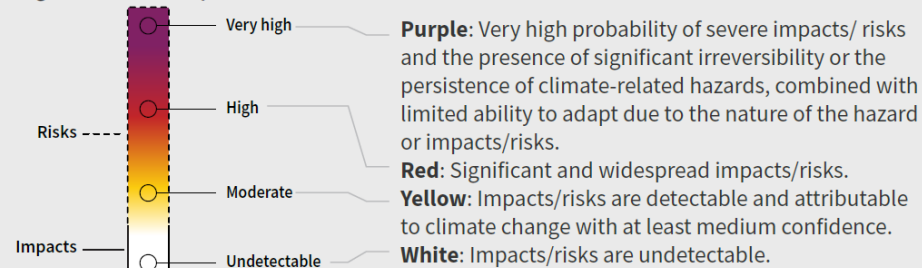 Very high
High
Risks
Moderate
Impacts
Undetectable
Purple: Very high probability of severe impacts/ risks
and the presence of significant irreversibility or the
persistence of climate-related hazards, combined with
limited ability to adapt due to the nature of the hazard
or impacts/risks.
Red: Significant and widespread impacts/risks.
Yellow: Impacts/risks are detectable and attributable
to climate change with at least medium confidence.
White: Impacts/risks are undetectable.